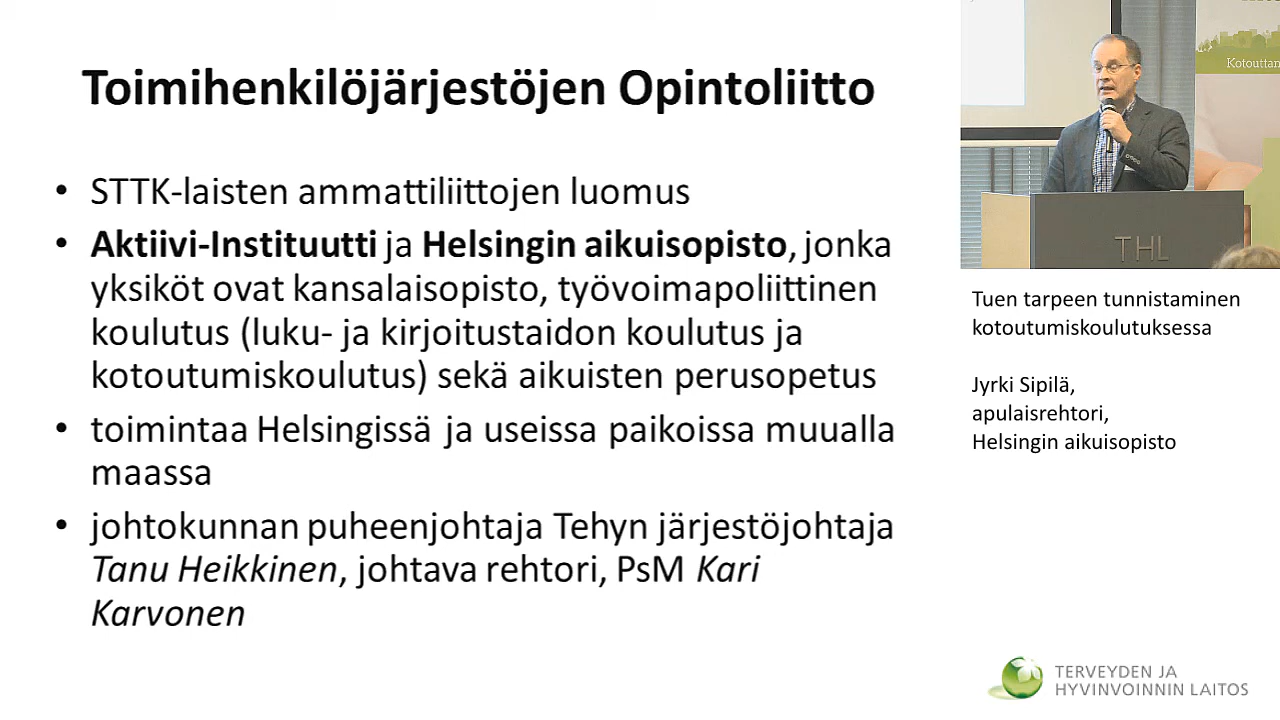 Toimihenkilöjärjestöjen Opintoliitto
• STTK-laisten ammattiliittojen luomus
• Aktiivi-Instituutti ja Helsingin aikuisopisto, jonka
yksiköt ovat kansalaisopisto, työvoimapoliittinen
koulutus (luku- ja kirjoitustaidon koulutus ja
kotoutumiskoulutus) sekä aikuisten perusopetus
• toimintaa Helsingissä ja useissa paikoissa muualla
maassa
• johtokunnan puheenjohtaja Tehyn järjestöjohtaja
Tanu Heikkinen, johtava rehtori, PsM Kari
Karvonen
THL
Tuen tarpeen tunnistaminen
kotoutumiskoulutuksessa
Jyrki Sipilä,
apulaisrehtori,
Helsingin aikuisopisto
TERVEYDEN JA
HYVINVOINNIN LAITOS